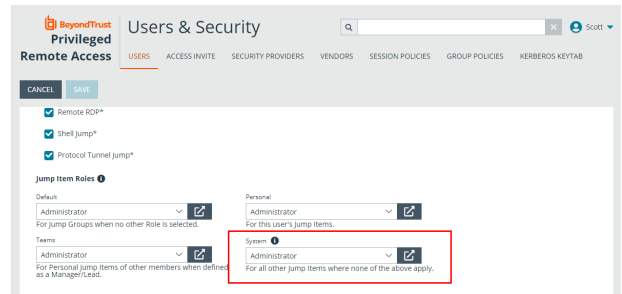 BeyondTrust
Privileged
Remote Access
Users & Security
Scott
USERS ACCESS INVITE SECURITY PROVIDERS VENDORS SESSION POLICIES GROUP POLICIES KERBEROS KEYTAB
CANCEL SAVE
Remote RDP*
Shell Jump*
Protocol Tunnel Jump*
Jump Item Roles
Default Personal
Administrator Administrator
For Jump Groups when no other Role is selected. For this user's Jump Items.
Teams System
Administrator Administrator
For Personal Jump Items of other members when defined For all other Jump Items where none of the above apply.
as a Manager/Lead.